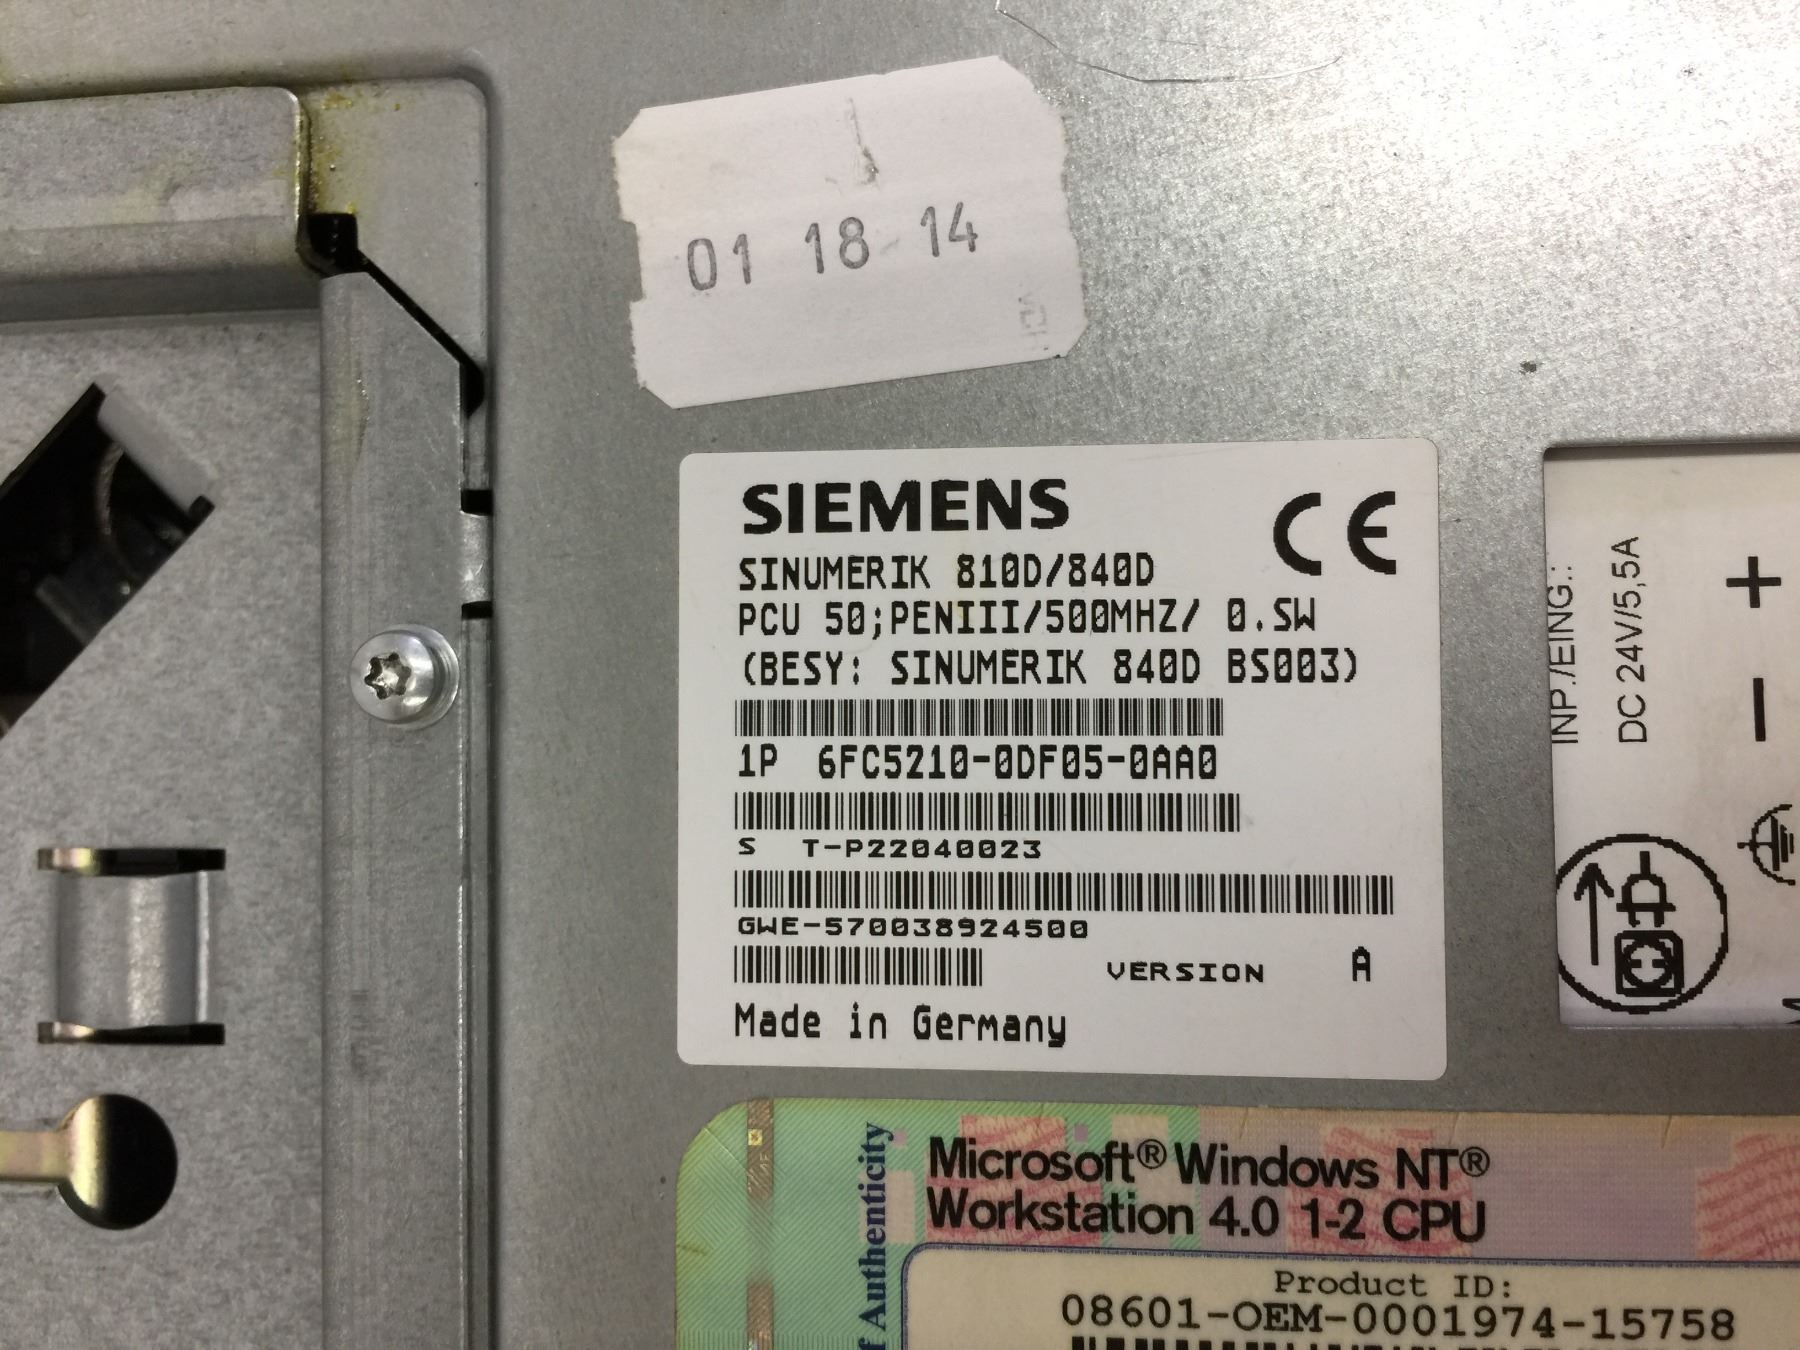 01 18 14
SIEMENS
CE
SINUMERIK 810D/840D
PCU 50;PENIII/500MHZ/ 0.SW
(BESY: SINUMERIK 840D BS003)
1P 6FC5210-0DF05-0AA0
S T-P22040023
GWE-570038924500
VERSION A
Made in Germany
INP./EING.:
DC 24V/5,5A
+
-
f Authenticity
Microsoft® Windows NT®
Workstation 4.0 1-2 CPU
Product ID:
08601-OEM-0001974-15758